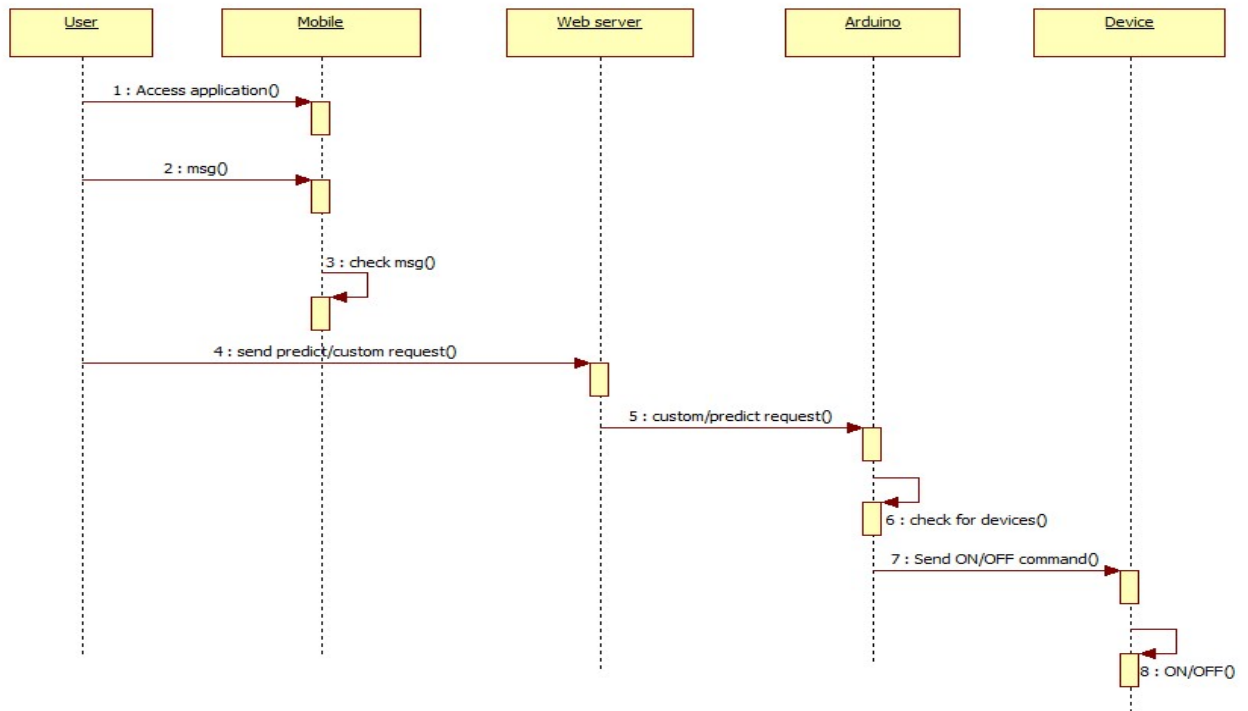 User
Mobile
Web server
Arduino
Device
1 : Access application()
2 : msg()
3 : check msg()
4 : send predict/custom request()
5 : custom/predict request()
6 : check for devices()
7 : Send ON/OFF command()
8 : ON/OFF()